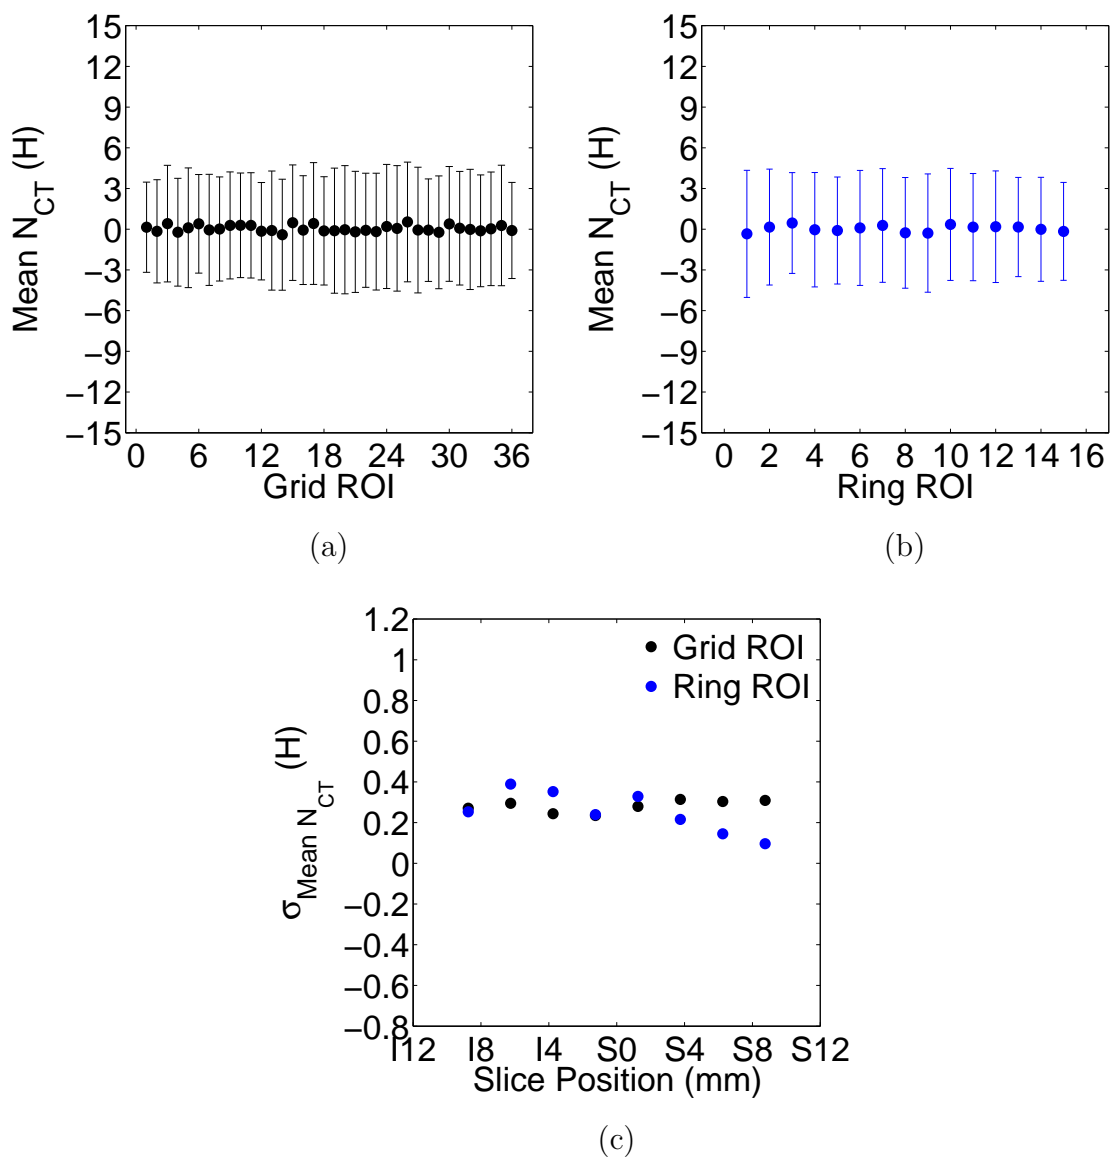 15
12
9
6
3
0
−3
−6
−9
−12
−15
Mean N_CT (H)
0 6 12 18 24 30 36
Grid ROI
(a)
15
12
9
6
3
0
−3
−6
−9
−12
−15
Mean N_CT (H)
0 2 4 6 8 10 12 14 16
Ring ROI
(b)
1.2
1
0.8
0.6
0.4
0.2
0
−0.2
−0.4
−0.6
−0.8
σ_Mean N_CT (H)
Grid ROI
Ring ROI
I12 I8 I4 S0 S4 S8 S12
Slice Position (mm)
(c)